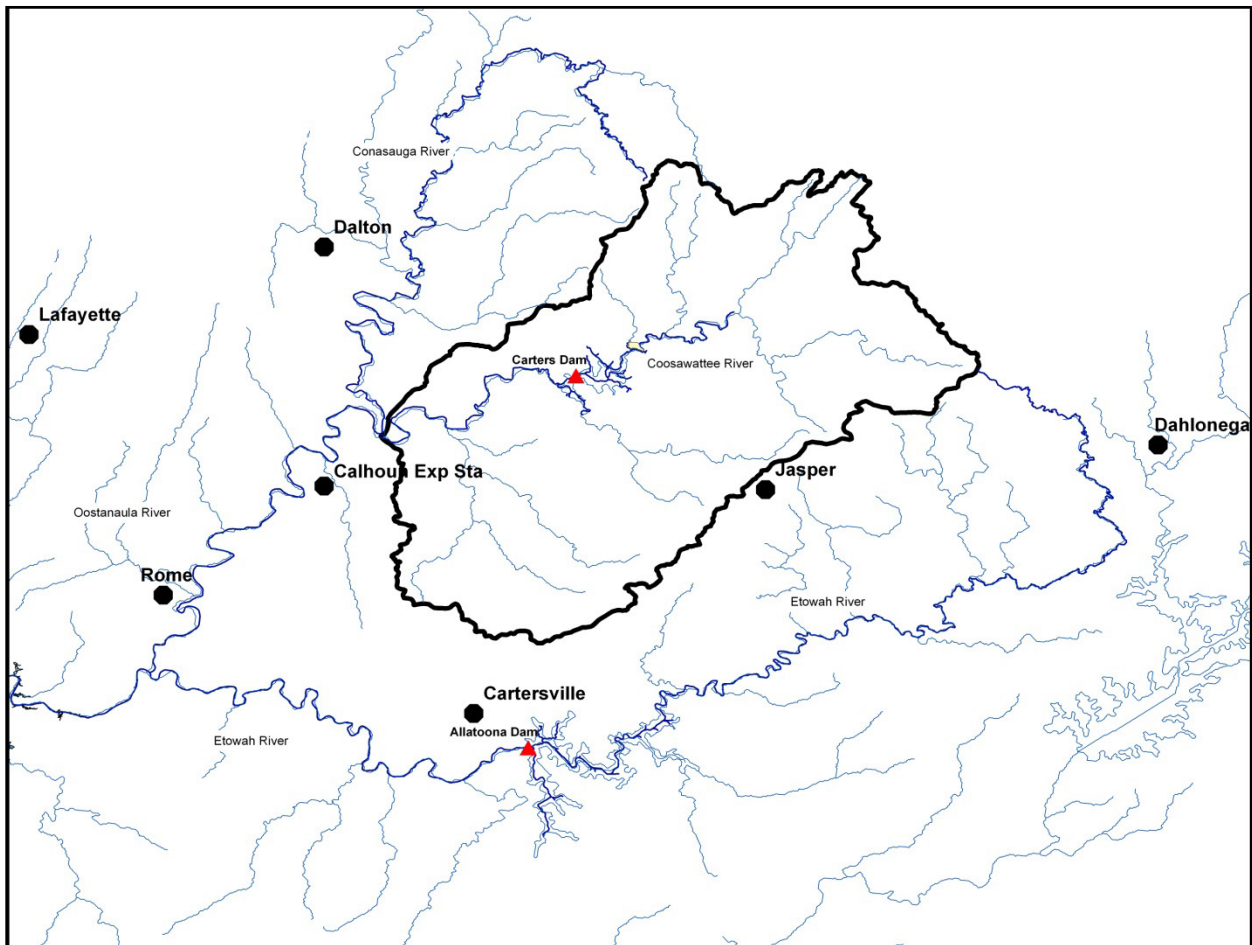 Conasauga River
Dalton
Lafayette
Carters Dam
Coosawattee River
Dahlonega
Calhoun Exp Sta
Jasper
Oostanaula River
Rome
Etowah River
Cartersville
Allatoona Dam
Etowah River